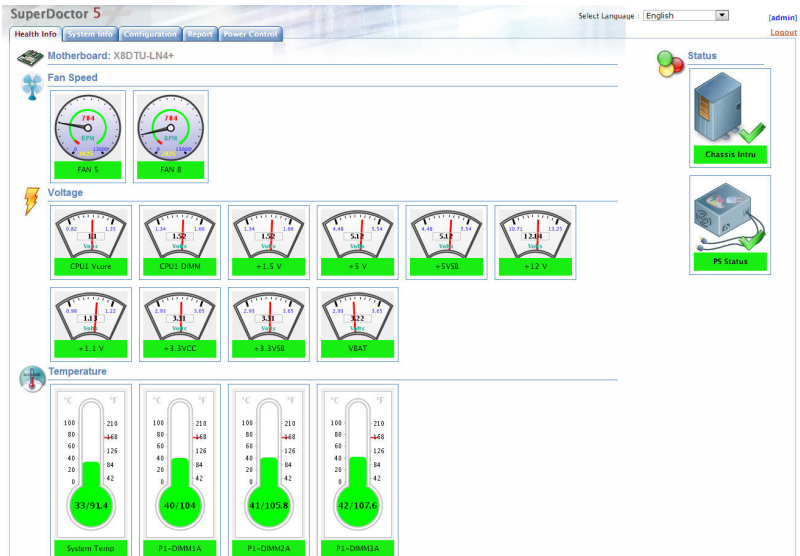 SuperDoctor 5
Select Language : English
[admin]
Logout
Health Info System Info Configuration Report Power Control
Motherboard: X8DTU-LN4+
Status
Fan Speed
784 784
RPM RPM
0 13000 0 13000
FAN 5 FAN 8
Chassis Intru
Voltage
0.82 1.35 1.34 1.66 1.34 1.66 4.48 5.54 4.48 5.54 10.71 13.25
1.1 1.52 1.52 5.12 5.12 12.14
Volts Volts Volts Volts Volts Volts
CPU1 Vcore CPU1 DIMM +1.5 V +5 V +5VSB +12 V
PS Status
0.98 1.22 2.93 3.65 2.93 3.65 2.93 3.65
1.13 3.31 3.31 3.22
Volts Volts Volts Volts
+1.1 V +3.3VCC +3.3VSB VBAT
Temperature
°C °F °C °F °C °F °C °F
100 210 100 210 100 210 100 210
80 168 80 168 80 168 80 168
60 126 60 126 60 126 60 126
40 84 40 84 40 84 40 84
20 42 20 42 20 42 20 42
0 0 0 0
33/91.4 40/104 41/105.8 42/107.6
System Temp P1-DIMM1A P1-DIMM2A P1-DIMM3A